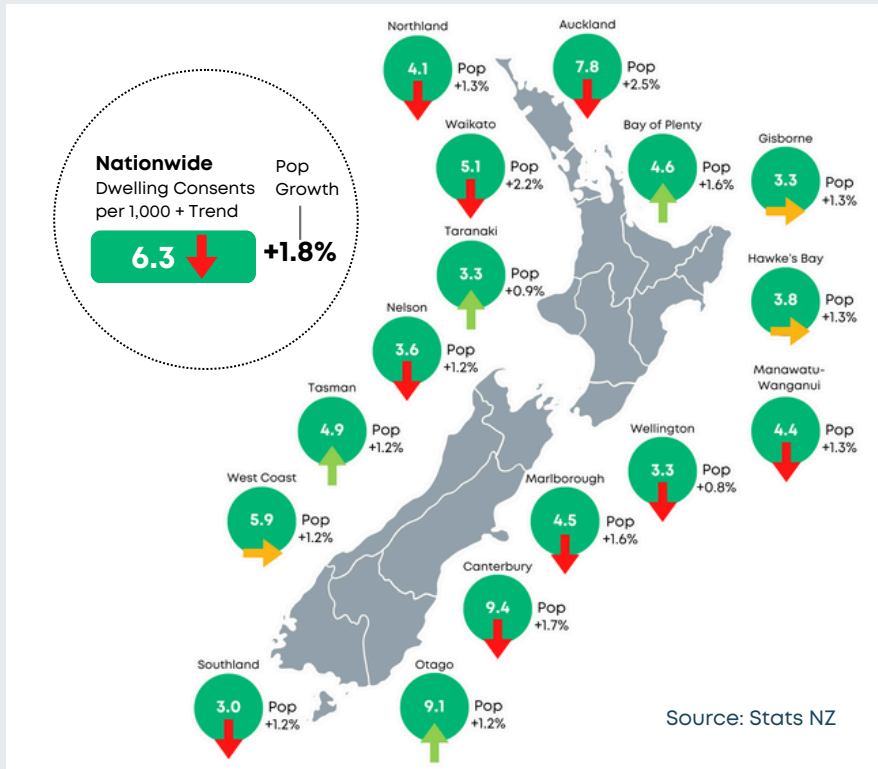 Northland
4.1
Pop
+1.3%
Auckland
7.8
Pop
+2.5%
Nationwide
Dwelling Consents
per 1,000 + Trend
6.3
Pop
Growth
+1.8%
Waikato
5.1
Pop
+2.2%
Bay of Plenty
4.6
Pop
+1.6%
Gisborne
3.3
Pop
+1.3%
Taranaki
3.3
Pop
+0.9%
Hawke's Bay
3.8
Pop
+1.3%
Nelson
3.6
Pop
+1.2%
Manawatu-
Wanganui
4.4
Pop
+1.3%
Tasman
4.9
Pop
+1.2%
Wellington
3.3
Pop
+0.8%
West Coast
5.9
Pop
+1.2%
Marlborough
4.5
Pop
+1.6%
Canterbury
9.4
Pop
+1.7%
Southland
3.0
Pop
+1.2%
Otago
9.1
Pop
+1.2%
Source: Stats NZ